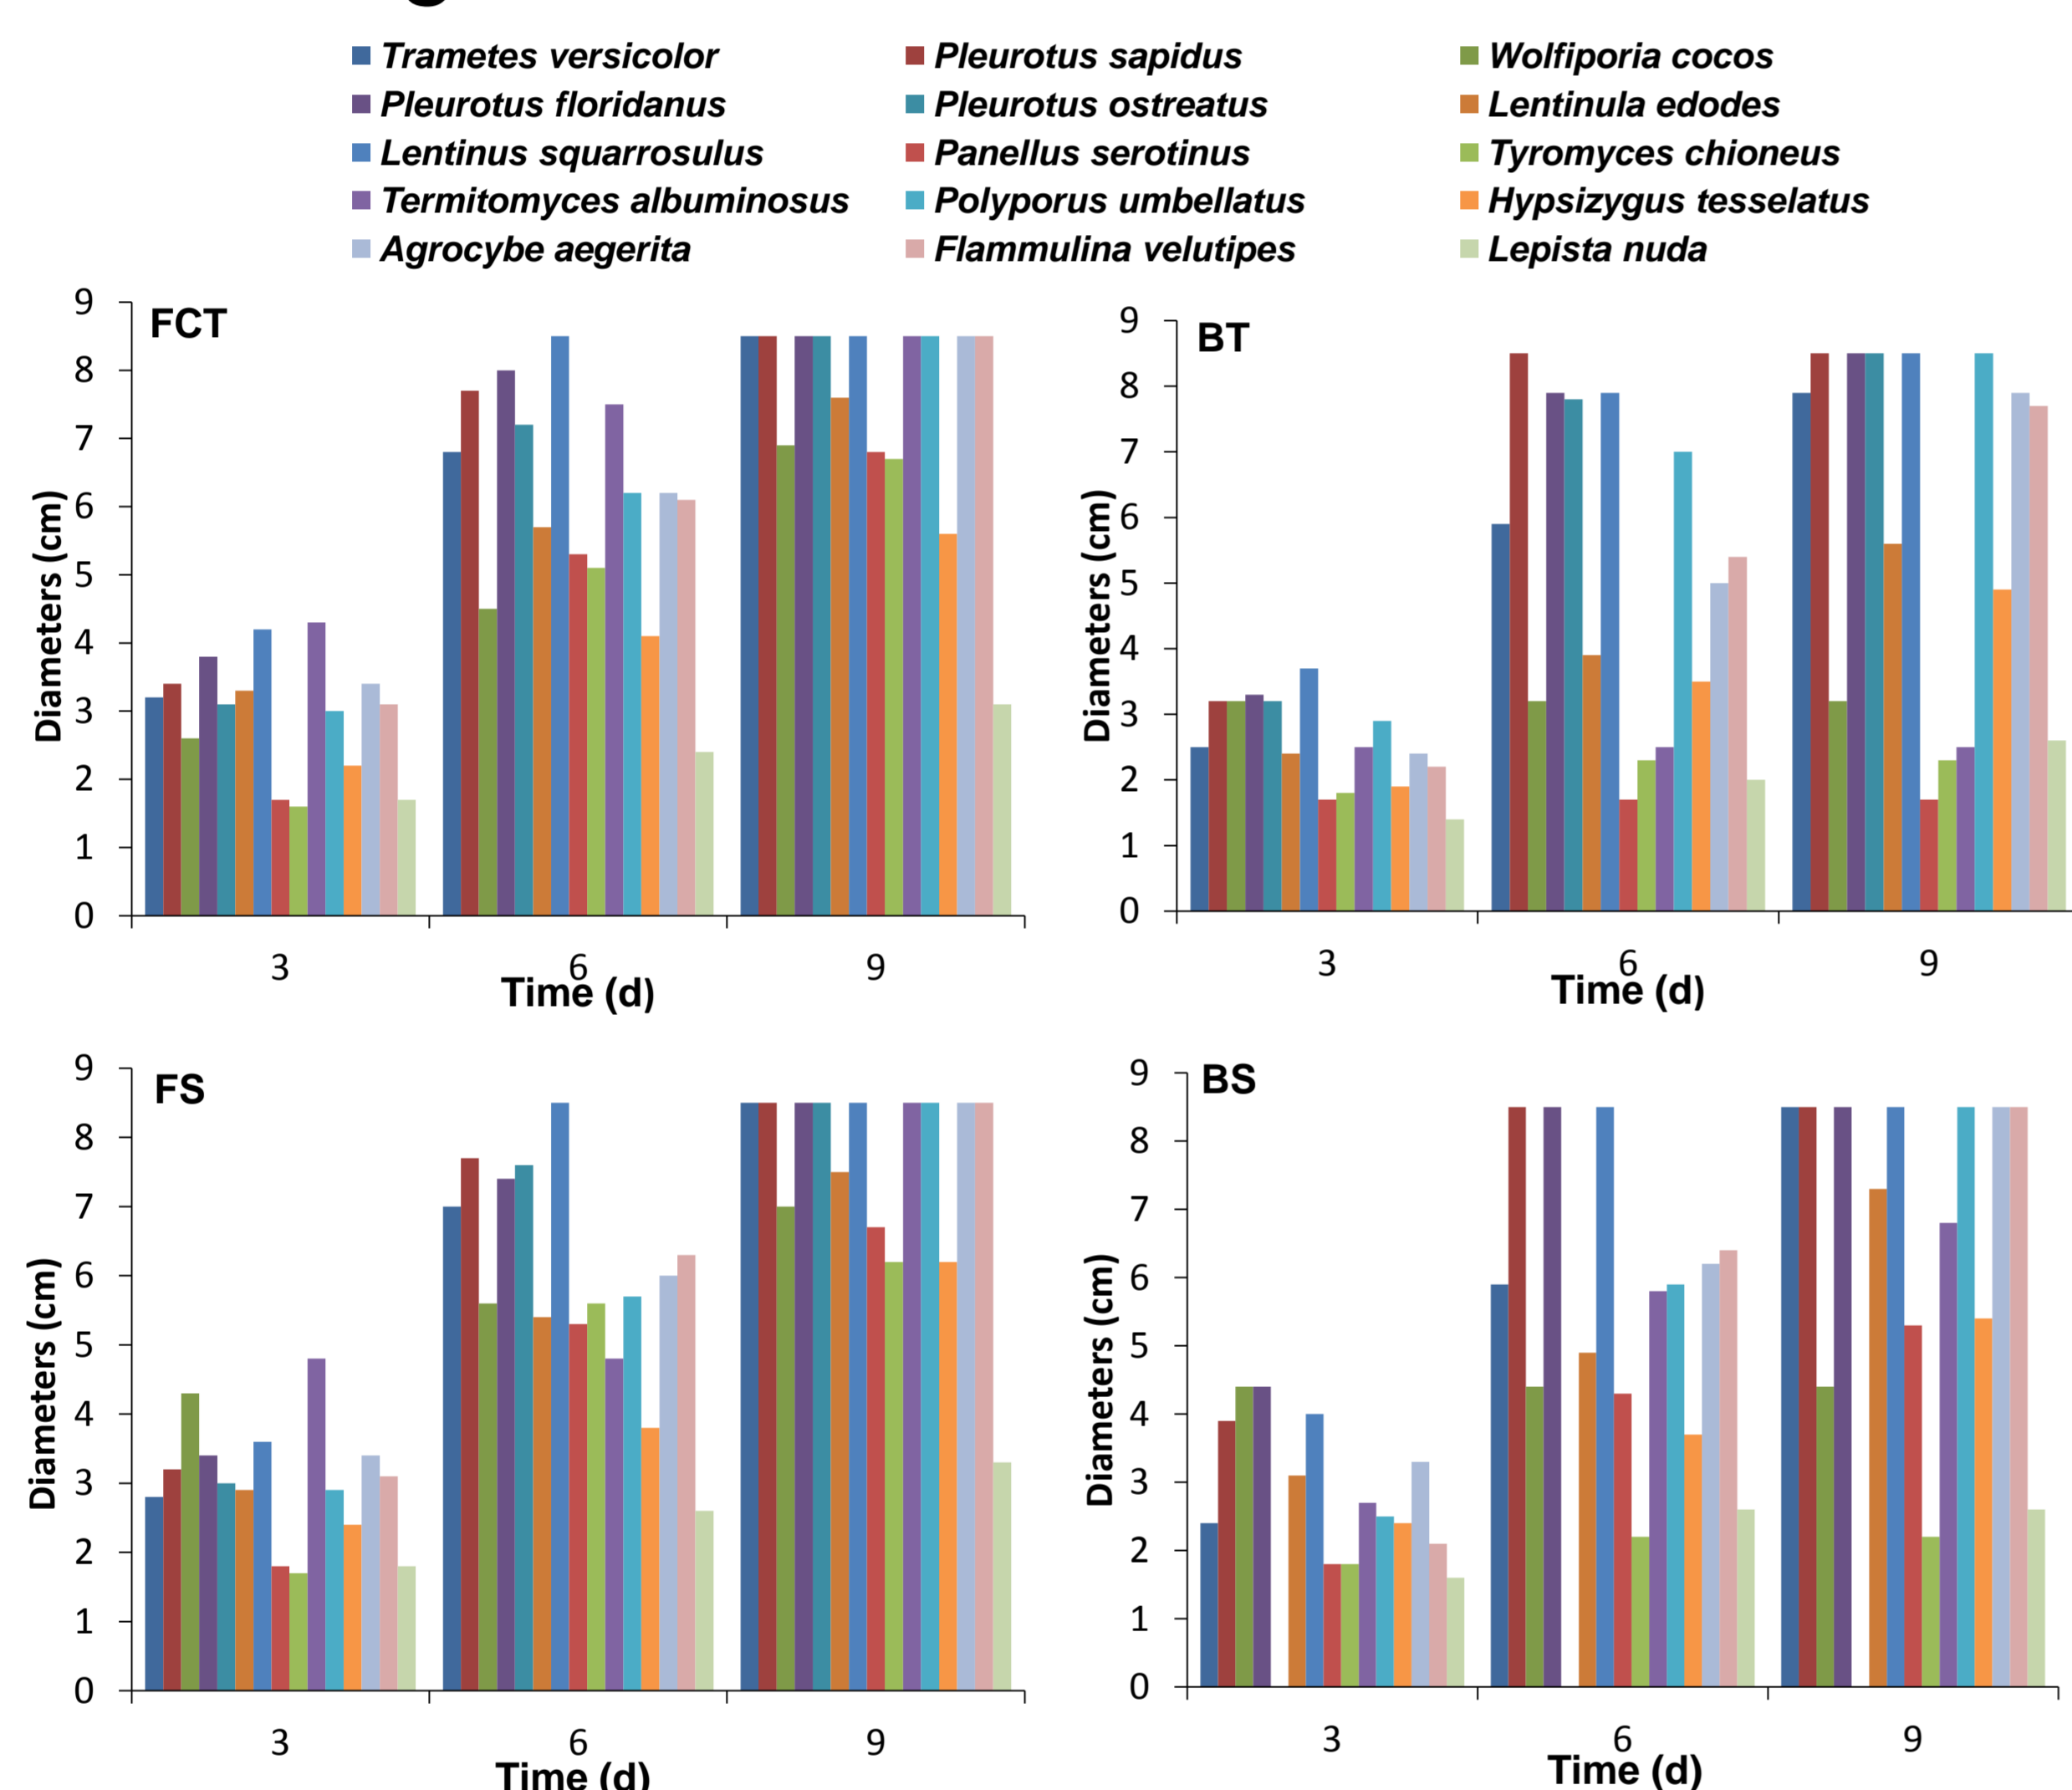 Trametes versicolor Pleurotus sapidus Wolfiporia cocos
Pleurotus floridanus Pleurotus ostreatus Lentinula edodes
Lentinus squarrosulus Panellus serotinus Tyromyces chioneus
Termitomyces albuminosus Polyporus umbellatus Hypsizygus tesselatus
Agrocybe aegerita Flammulina velutipes Lepista nuda
FCT
Diameters (cm)
9
8
7
6
5
4
3
2
1
0
3 6 9
Time (d)
BT
Diameters (cm)
9
8
7
6
5
4
3
2
1
0
3 6 9
Time (d)
FS
Diameters (cm)
9
8
7
6
5
4
3
2
1
0
3 6 9
Time (d)
BS
Diameters (cm)
9
8
7
6
5
4
3
2
1
0
3 6 9
Time (d)